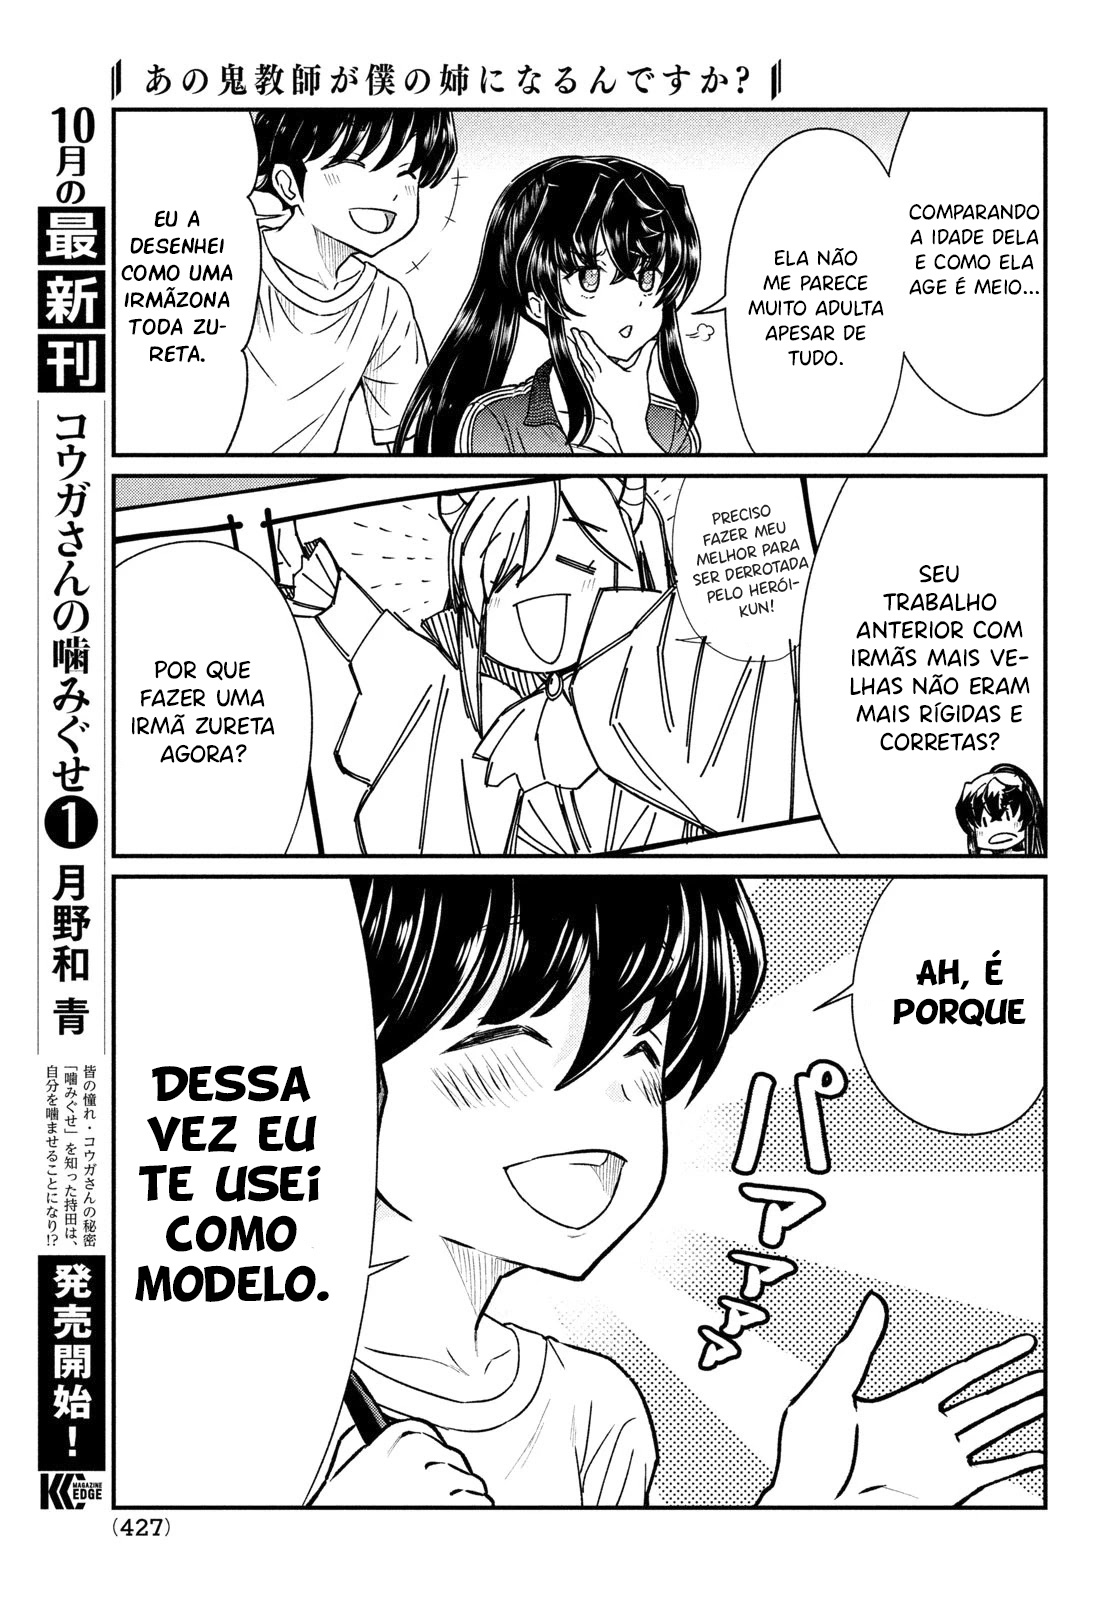 あの鬼教師が僕の姉になるんですか?
COMPARANDO
A IDADE DELA
E COMO ELA
AGE É MEIO...
ELA NÃO
ME PARECE
MUITO ADULTA
APESAR DE
TUDO.
EU A
DESENHEI
COMO UMA
IRMÃZONA
TODA ZU-
RETA.
SEU
TRABALHO
ANTERIOR COM
IRMÃS MAIS VE-
LHAS NÃO ERAM
MAIS RÍGIDAS E
CORRETAS?
PRECISO
FAZER MEU
MELHOR PARA
SER DERROTADA
PELO HERÓI-
KUN!
POR QUE
FAZER UMA
IRMÃ ZURETA
AGORA?
AH, É
PORQUE
パアアアアア
DESSA
VEZ EU
TE USEI
COMO
MODELO.
10月の最新刊
コウガさんの噛みぐせ1
月野和 青
皆の憧れ・コウガさんの秘密
「噛みぐせ」を知った持田は、
自分を噛ませることになり!?
発売開始!
KC MAGAZINE EDGE
(427)